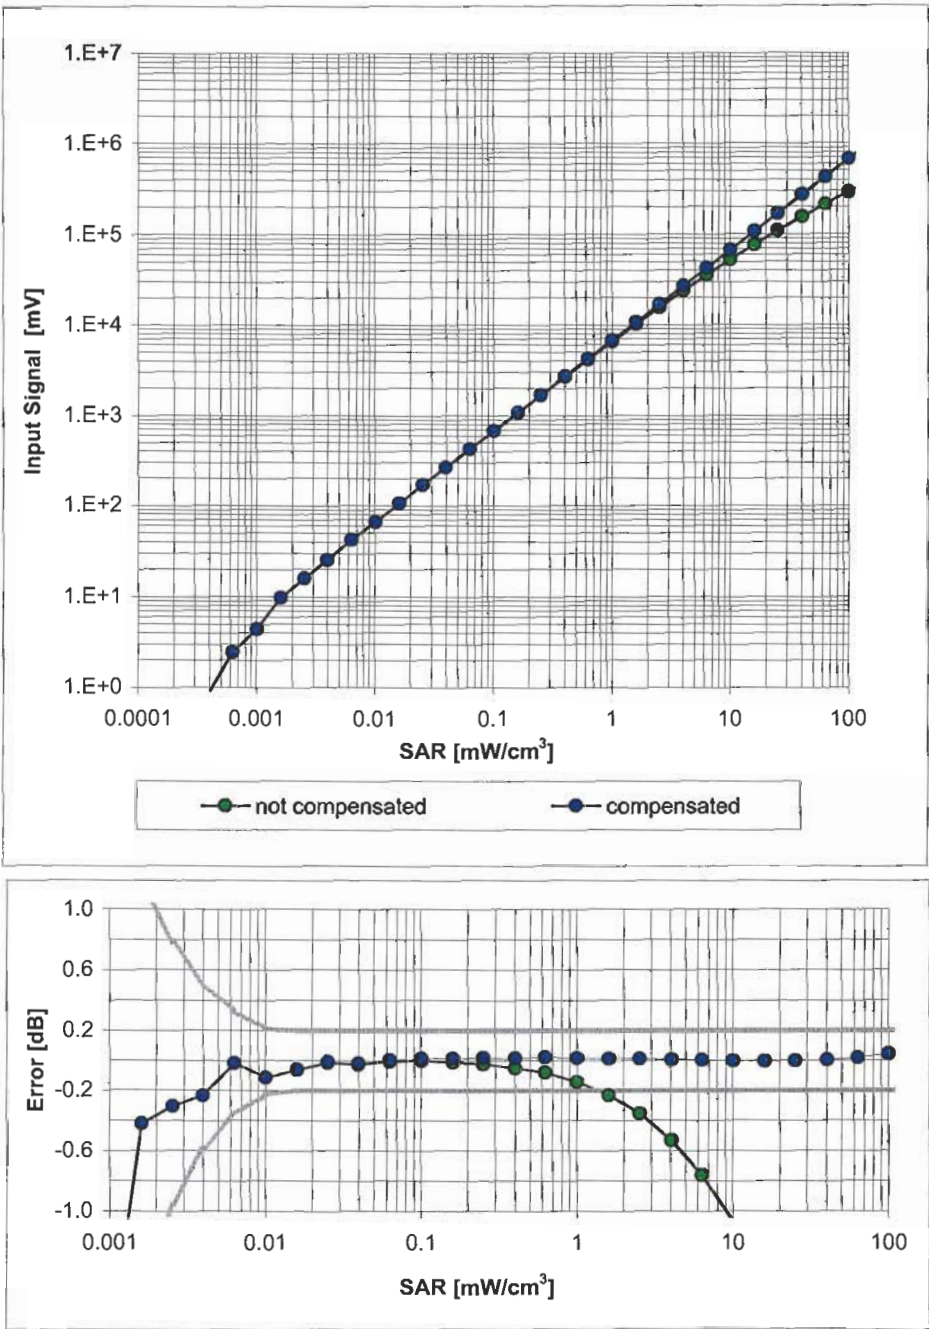 1.E+7
1.E+6
1.E+5
1.E+4
1.E+3
1.E+2
1.E+1
1.E+0
Input Signal [mV]
0.0001 0.001 0.01 0.1 1 10 100
SAR [mW/cm³]
not compensated compensated
1.0
0.6
0.2
-0.2
-0.6
-1.0
Error [dB]
0.001 0.01 0.1 1 10 100
SAR [mW/cm³]